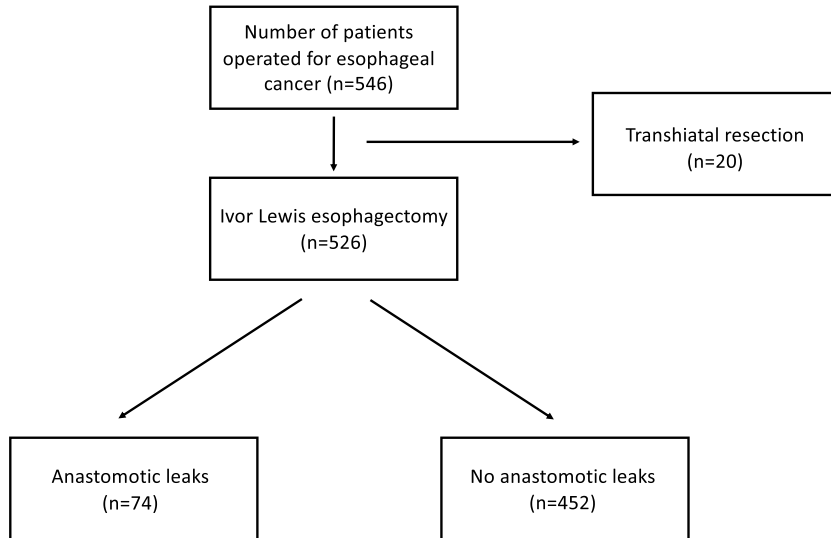 Number of patients
operated for esophageal
cancer (n=546)
Transhiatal resection
(n=20)
Ivor Lewis esophagectomy
(n=526)
Anastomotic leaks
(n=74)
No anastomotic leaks
(n=452)